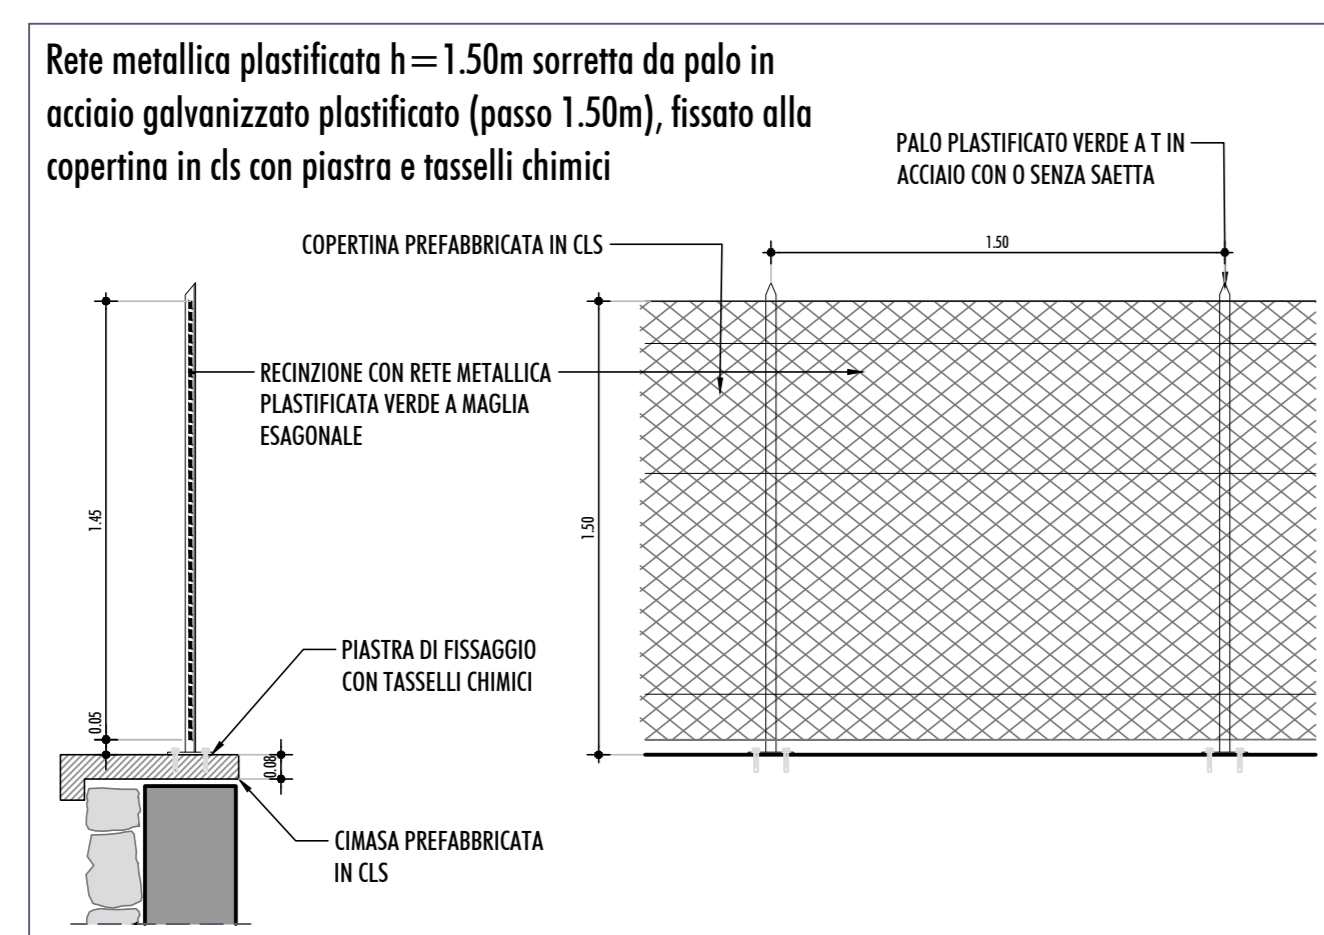 Rete metallica plastificata h=1.50m sorretta da palo in
acciaio galvanizzato plastificato (passo 1.50m), fissato alla
copertina in cls con piastra e tasselli chimici
PALO PLASTIFICATO VERDE A T IN
ACCIAIO CON O SENZA SAETTA
COPERTINA PREFABBRICATA IN CLS
1.50
RECINZIONE CON RETE METALLICA
PLASTIFICATA VERDE A MAGLIA
ESAGONALE
1.45
1.50
PIASTRA DI FISSAGGIO
CON TASSELLI CHIMICI
0.05
0.08
CIMASA PREFABBRICATA
IN CLS